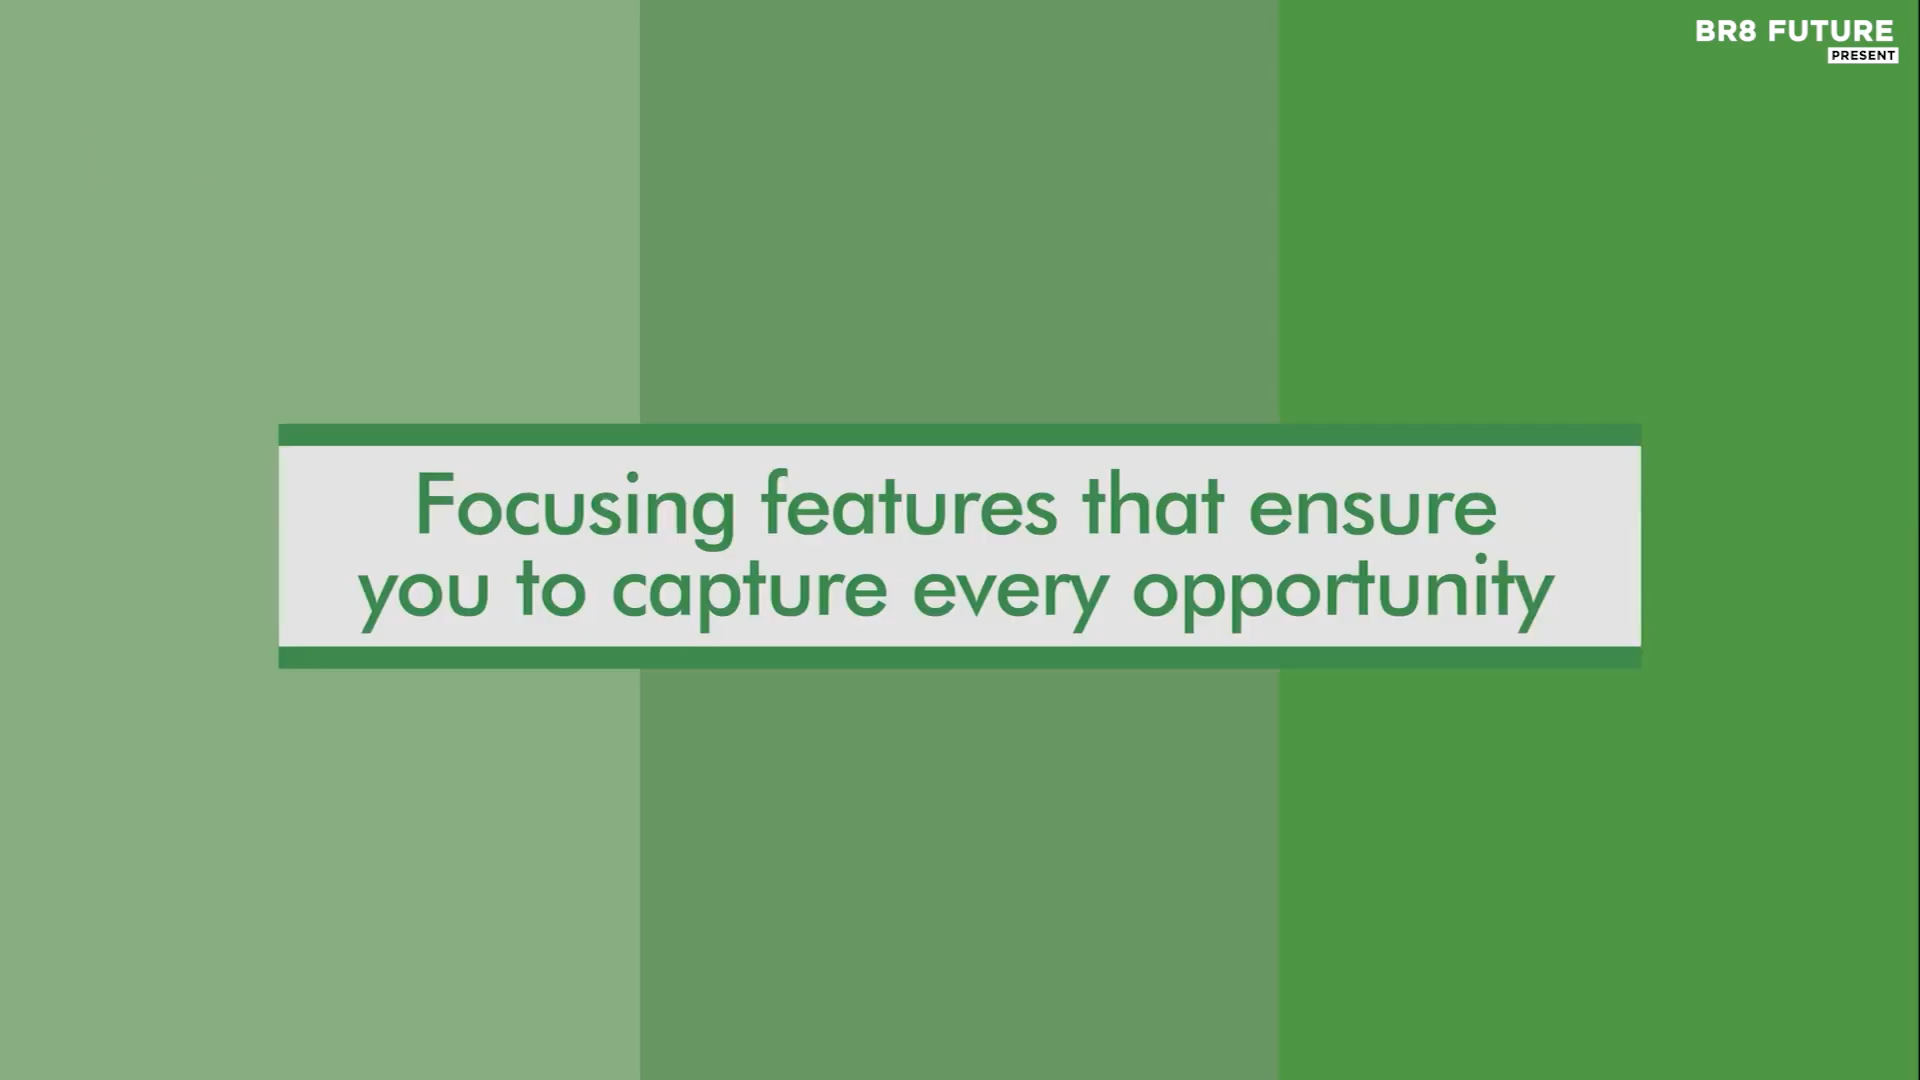 BR8 FUTURE
PRESENT
Focusing features that ensure
you to capture every opportunity